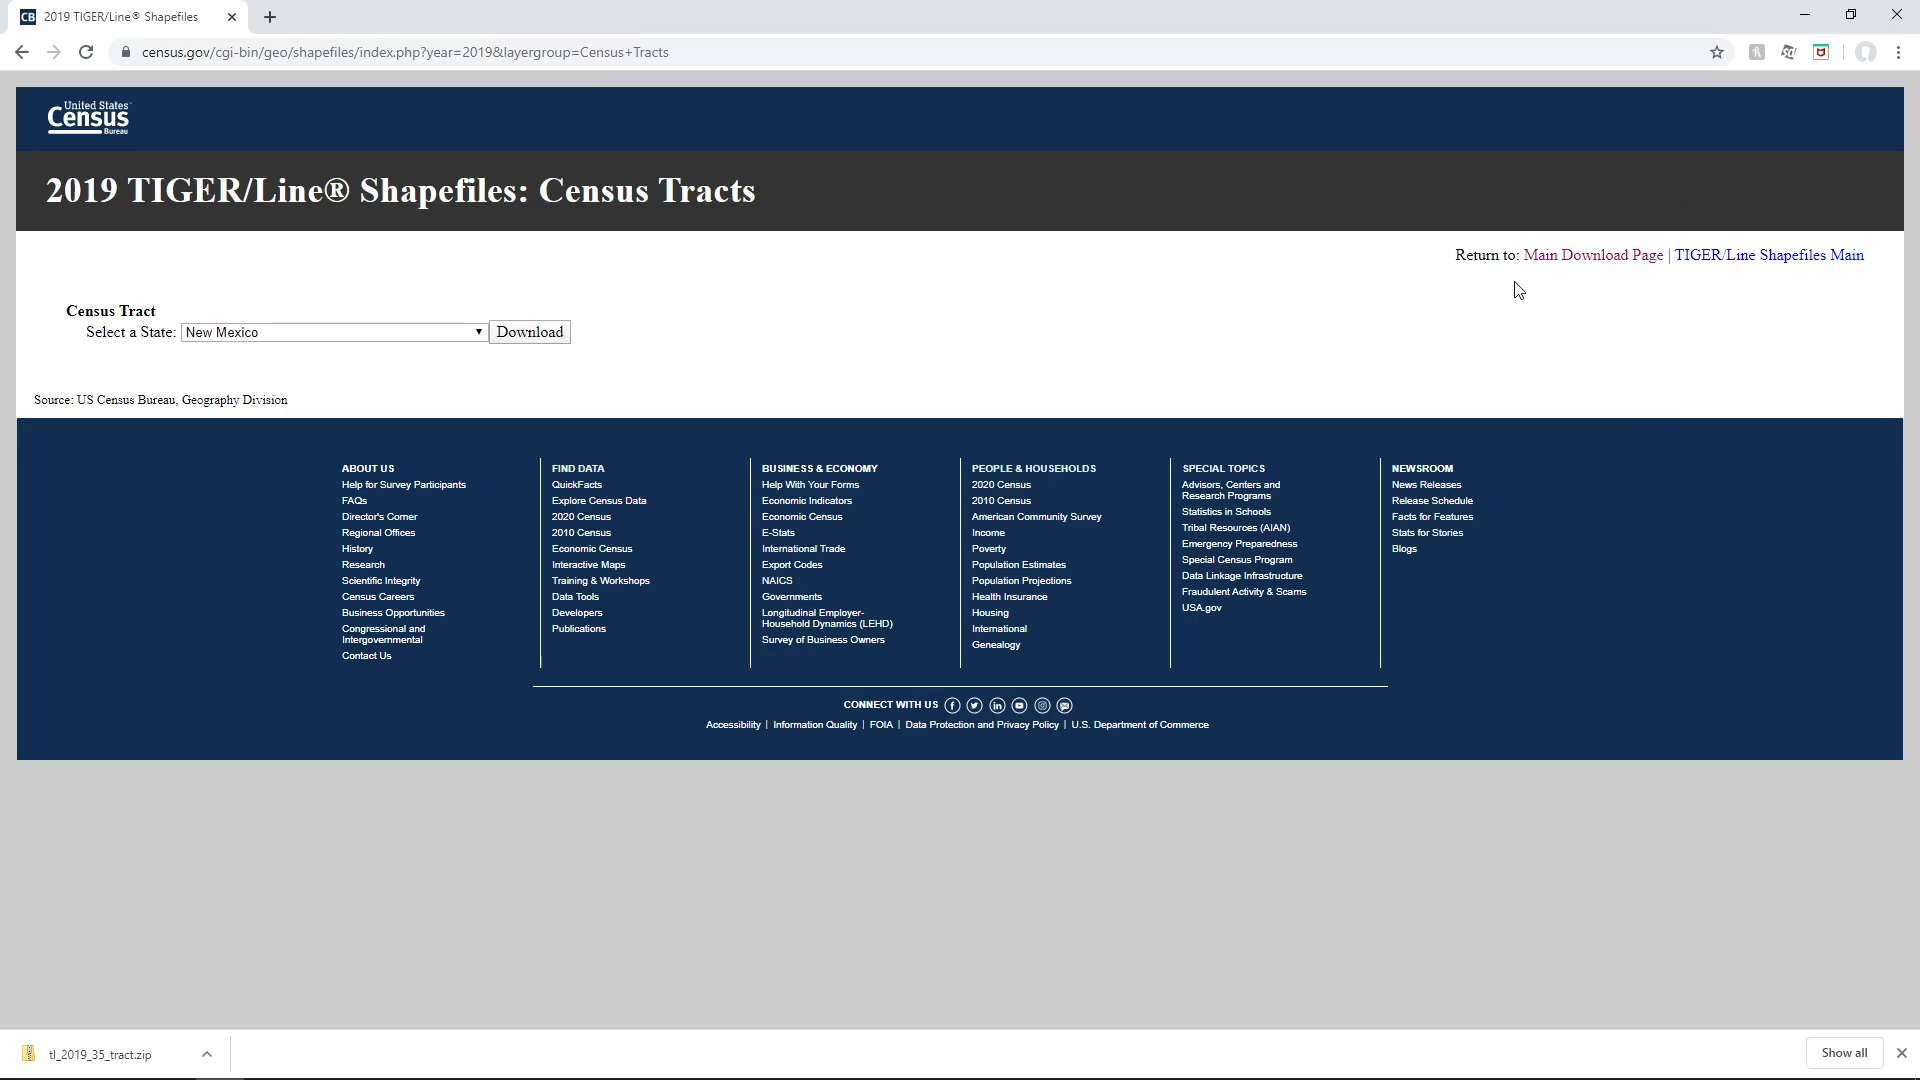 CB 2019 TIGER/Line® Shapefiles
census.gov/cgi-bin/geo/shapefiles/index.php?year=2019&layergroup=Census+Tracts
United States
Census
Bureau
2019 TIGER/Line® Shapefiles: Census Tracts
Return to: Main Download Page | TIGER/Line Shapefiles Main
Census Tract
Select a State: New Mexico Download
Source: US Census Bureau, Geography Division
ABOUT US
Help for Survey Participants
FAQs
Director's Corner
Regional Offices
History
Research
Scientific Integrity
Census Careers
Business Opportunities
Congressional and
Intergovernmental
Contact Us
FIND DATA
QuickFacts
Explore Census Data
2020 Census
2010 Census
Economic Census
Interactive Maps
Training & Workshops
Data Tools
Developers
Publications
BUSINESS & ECONOMY
Help With Your Forms
Economic Indicators
Economic Census
E-Stats
International Trade
Export Codes
NAICS
Governments
Longitudinal Employer-
Household Dynamics (LEHD)
Survey of Business Owners
PEOPLE & HOUSEHOLDS
2020 Census
2010 Census
American Community Survey
Income
Poverty
Population Estimates
Population Projections
Health Insurance
Housing
International
Genealogy
SPECIAL TOPICS
Advisors, Centers and
Research Programs
Statistics in Schools
Tribal Resources (AIAN)
Emergency Preparedness
Special Census Program
Data Linkage Infrastructure
Fraudulent Activity & Scams
USA.gov
NEWSROOM
News Releases
Release Schedule
Facts for Features
Stats for Stories
Blogs
CONNECT WITH US
Accessibility | Information Quality | FOIA | Data Protection and Privacy Policy | U.S. Department of Commerce
tl_2019_35_tract.zip
Show all